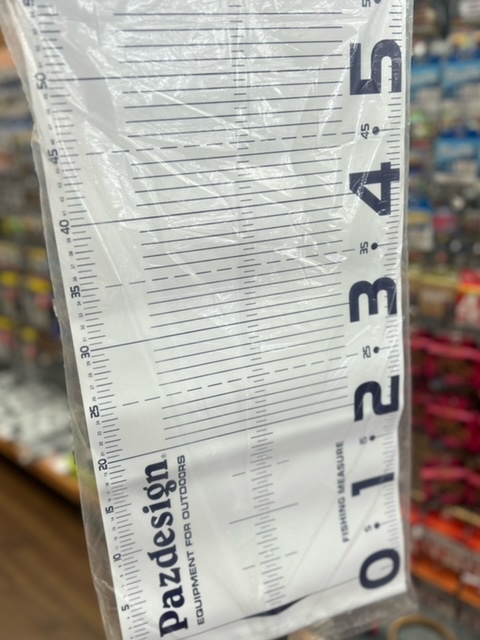 Pazdesign®
EQUIPMENT FOR OUTDOORS
FISHING MEASURE
5 10 15 20 25 30 35 40 45 50
0 5 1 15 2 25 3 35 4 45 5